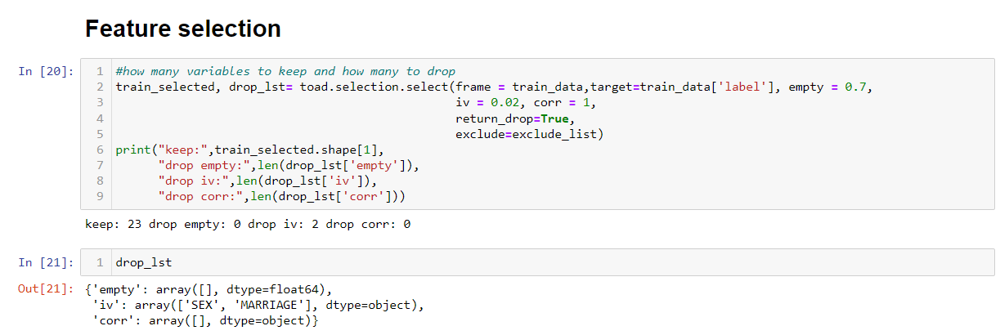 Feature selection
In [20]:
1 #how many variables to keep and how many to drop
2 train_selected, drop_lst= toad.selection.select(frame = train_data,target=train_data['label'], empty = 0.7,
3 iv = 0.02, corr = 1,
4 return_drop=True,
5 exclude=exclude_list)
6 print("keep:",train_selected.shape[1],
7 "drop empty:",len(drop_lst['empty']),
8 "drop iv:",len(drop_lst['iv']),
9 "drop corr:",len(drop_lst['corr']))
keep: 23 drop empty: 0 drop iv: 2 drop corr: 0
In [21]:
1 drop_lst
Out[21]: {'empty': array([], dtype=float64),
'iv': array(['SEX', 'MARRIAGE'], dtype=object),
'corr': array([], dtype=object)}